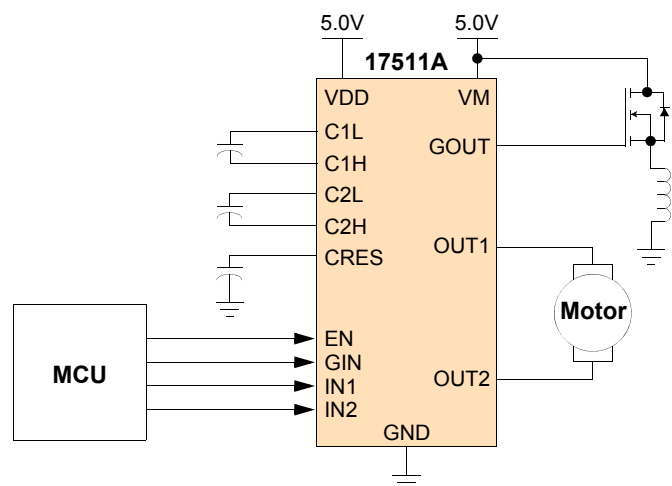 5.0V
5.0V
17511A
VDD
VM
C1L
GOUT
C1H
C2L
C2H
OUT1
CRES
Motor
MCU
EN
GIN
IN1
OUT2
IN2
GND